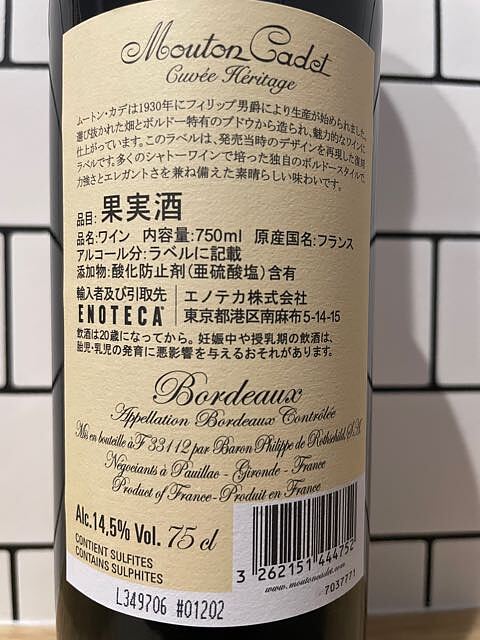 Mouton Cadet
Cuvée Héritage
ムートン・カデは1930年にフィリップ男爵により生産が始められました。
選び抜かれた畑とボルドー特有のブドウから造られ、魅力的なワインに
仕上がっています。このラベルは、発売当時のデザインを再現した復刻
ラベルです。多くのシャトーワインで培った独自のボルドースタイルで、
力強さとエレガントさを兼ね備えた素晴らしい味わいです。
品目:果実酒
品名:ワイン 内容量:750ml 原産国名:フランス
アルコール分:ラベルに記載
添加物:酸化防止剤(亜硫酸塩)含有
輸入者及び引取先 エノテカ株式会社
ENOTECA 東京都港区南麻布5-14-15
飲酒は20歳になってから。妊娠中や授乳期の飲酒は、
胎児・乳児の発育に悪影響を与えるおそれがあります。
Bordeaux
Appellation Bordeaux Contrôlée
Mis en bouteille à F 33112 par Baron Philippe de Rothschild, S.A.
Négociants à Pauillac - Gironde - France
Product of France - Produit en France
Alc.14,5% Vol. 75 cl
CONTIENT SULFITES
CONTAINS SULPHITES
3 262151 444752
www.moutoncadet.com
7037771
L349706 #01202